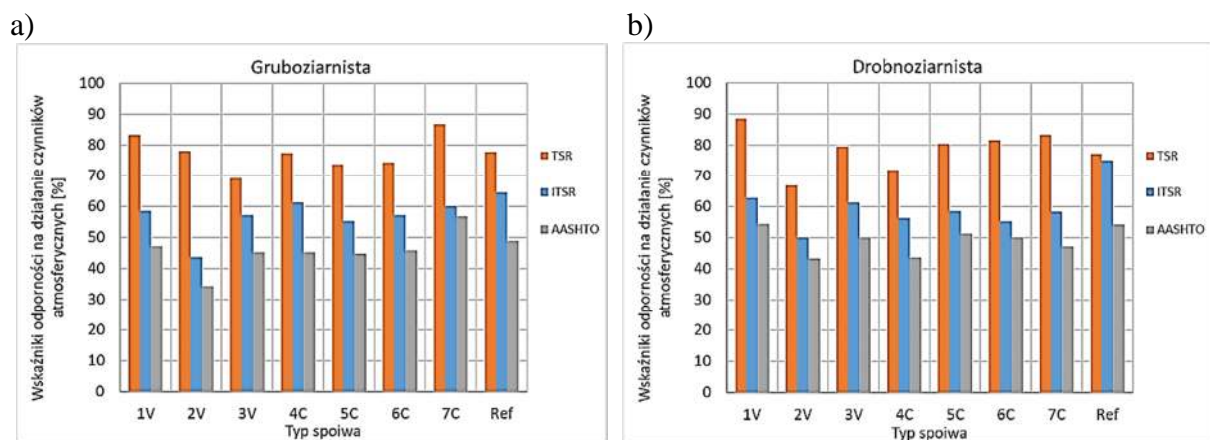 a)
Gruboziarnista
Wskaźniki odporności na działanie czynników
atmosferycznych [%]
100
90
80
70
60
50
40
30
20
10
0
1V 2V 3V 4C 5C 6C 7C Ref
Typ spoiwa
TSR
ITSR
AASHTO
b)
Drobnoziarnista
Wskaźniki odporności na działanie czynników
atmosferycznych [%]
100
90
80
70
60
50
40
30
20
10
0
1V 2V 3V 4C 5C 6C 7C Ref
Typ spoiwa
TSR
ITSR
AASHTO